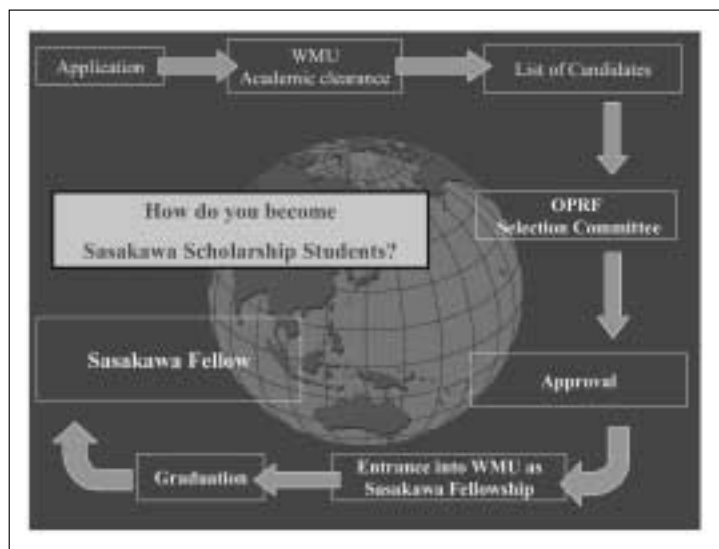 Application
WMU
Academic clearance
List of Candidates
How do you become
Sasakawa Scholarship Students?
OPRF
Selection Committee
Sasakawa Fellow
Approval
Graduation
Entrance into WMU as
Sasakawa Fellowship